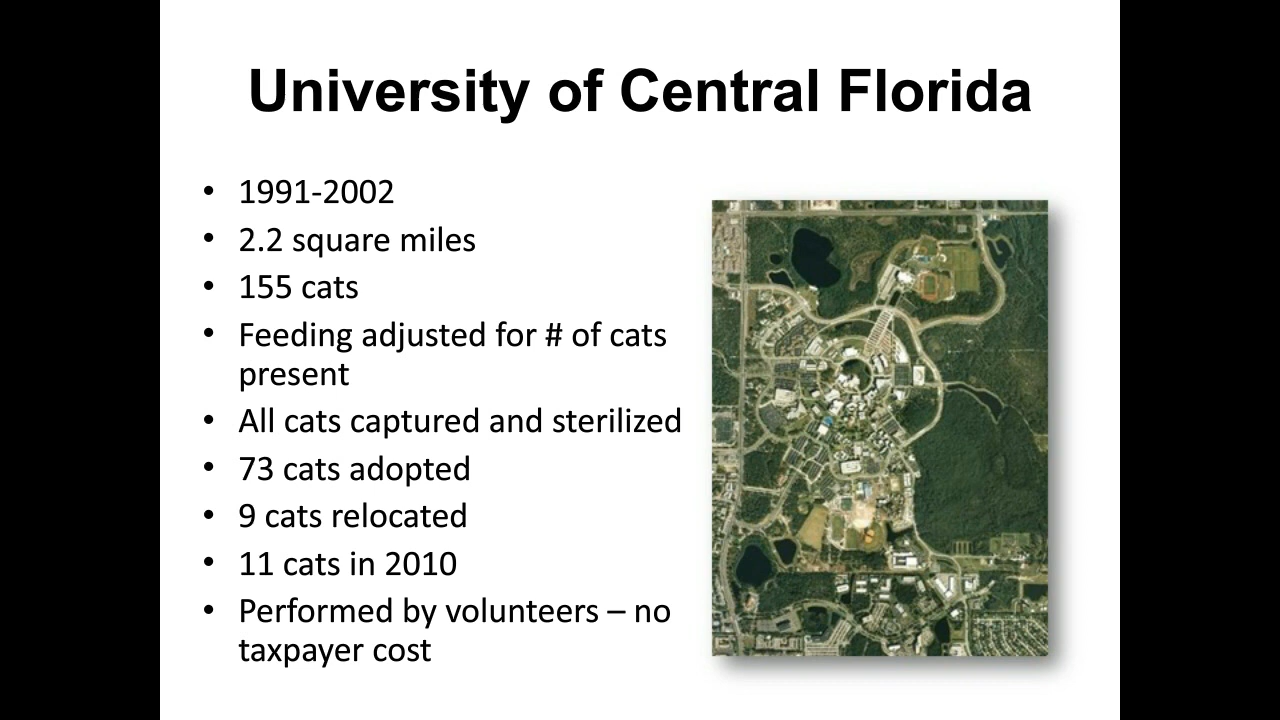 University of Central Florida
• 1991-2002
• 2.2 square miles
• 155 cats
• Feeding adjusted for # of cats
present
• All cats captured and sterilized
• 73 cats adopted
• 9 cats relocated
• 11 cats in 2010
• Performed by volunteers – no
taxpayer cost